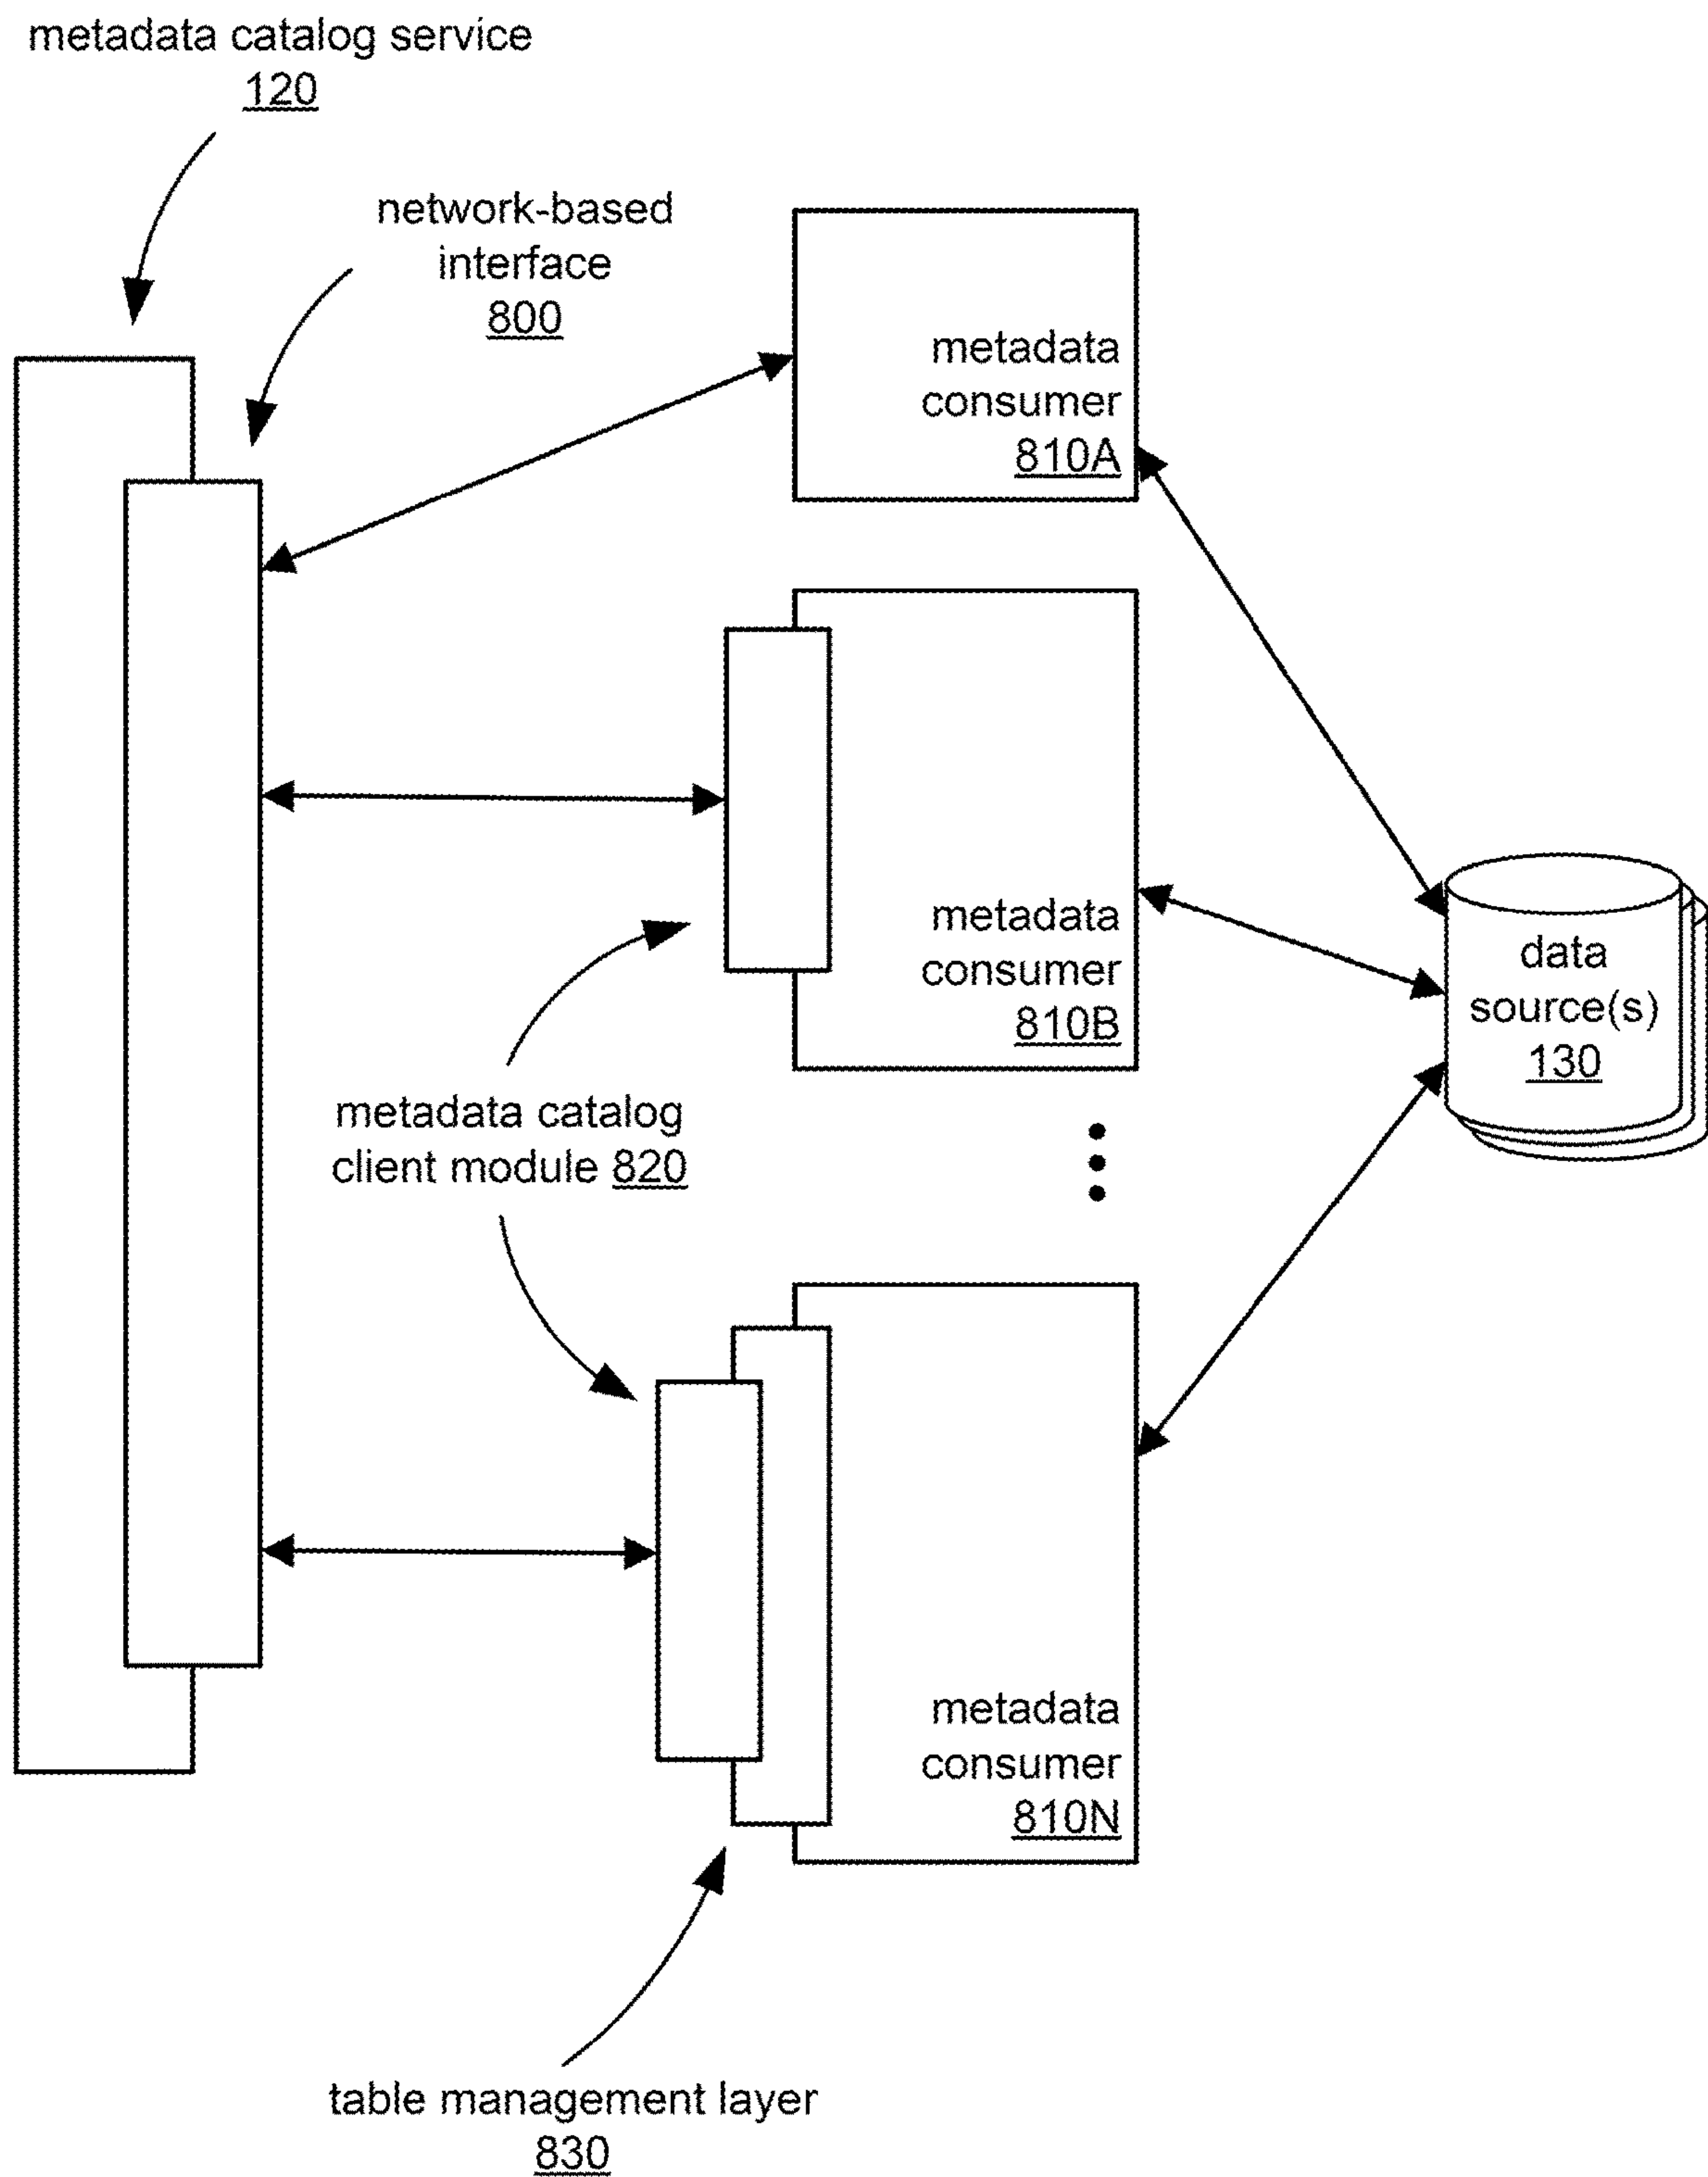 metadata catalog service
120
network-based
interface
800
metadata
consumer
810A
metadata
consumer
810B
data
source(s)
130
metadata catalog
client module 820
metadata
consumer
810N
table management layer
830